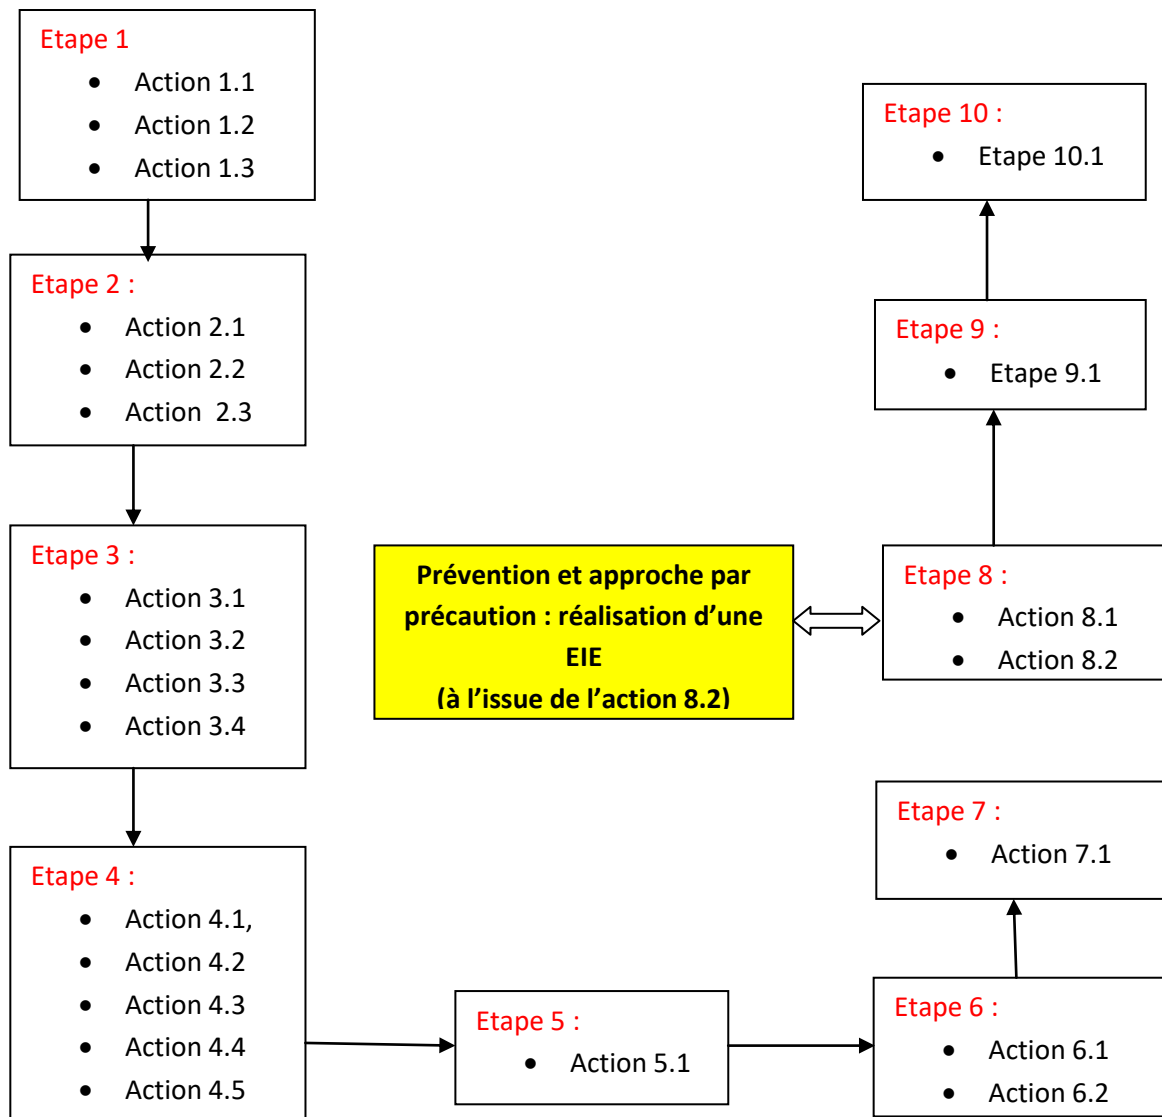 Etape 1
• Action 1.1
• Action 1.2
• Action 1.3
Etape 2 :
• Action 2.1
• Action 2.2
• Action  2.3
Etape 3 :
• Action 3.1
• Action 3.2
• Action 3.3
• Action 3.4
Etape 4 :
• Action 4.1,
• Action 4.2
• Action 4.3
• Action 4.4
• Action 4.5
Etape 5 :
• Action 5.1
Etape 6 :
• Action 6.1
• Action 6.2
Etape 7 :
• Action 7.1
Etape 8 :
• Action 8.1
• Action 8.2
Prévention et approche par
précaution : réalisation d’une
EIE
(à l’issue de l’action 8.2)
Etape 9 :
• Etape 9.1
Etape 10 :
• Etape 10.1